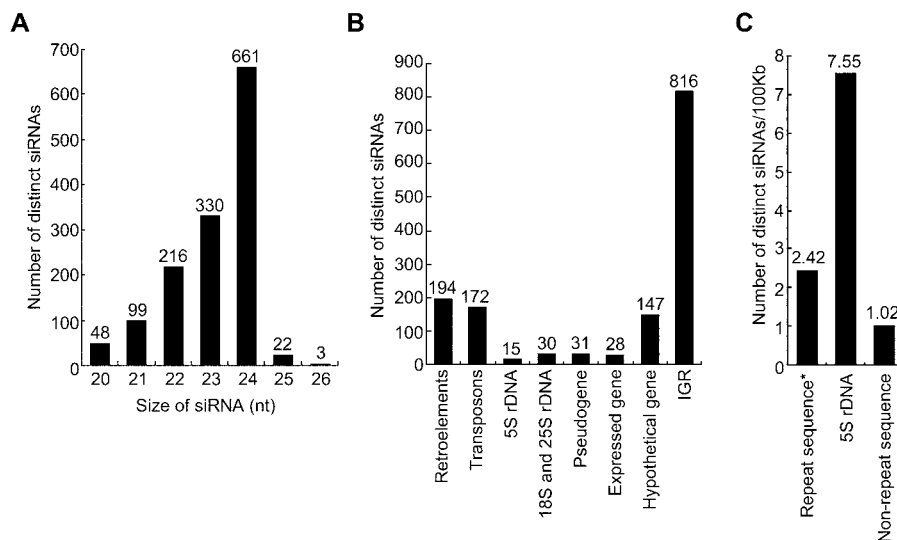 A
Number of distinct siRNAs
700
600
500
400
300
200
100
0
48
99
216
330
661
22
3
20 21 22 23 24 25 26
Size of siRNA (nt)
B
Number of distinct siRNAs
900
800
700
600
500
400
300
200
100
0
194
172
15
30
31
28
147
816
Retroelements
Transposons
5S rDNA
18S and 25S rDNA
Pseudogene
Expressed gene
Hypothetical gene
IGR
C
Number of distinct siRNAs/100Kb
8
7
6
5
4
3
2
1
0
2.42
7.55
1.02
Repeat sequence*
5S rDNA
Non-repeat sequence